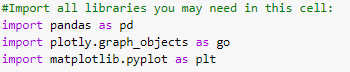 #Import all libraries you may need in this cell:
import pandas as pd
import plotly.graph_objects as go
import matplotlib.pyplot as plt